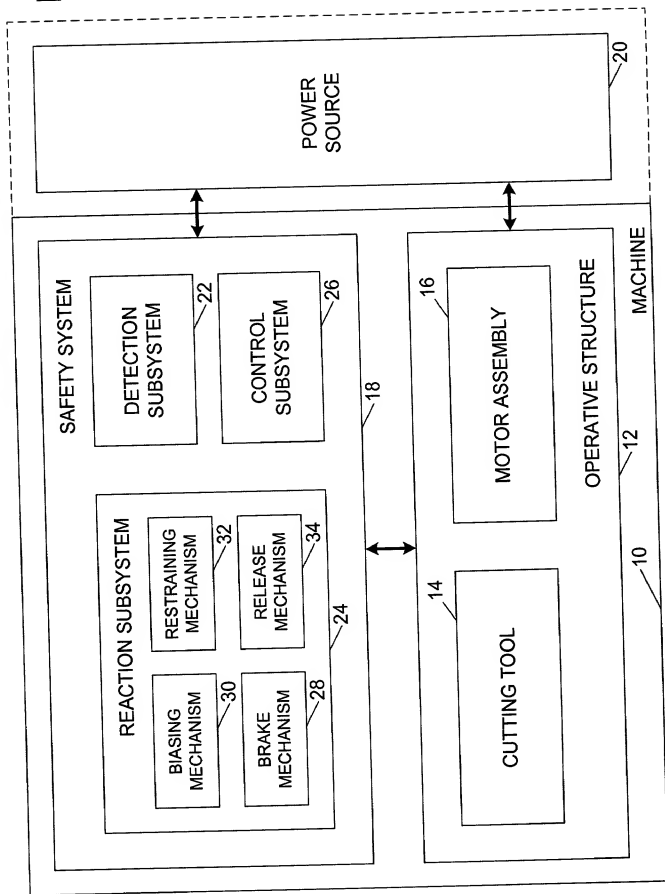 SAFETY SYSTEM
REACTION SUBSYSTEM
BIASING
MECHANISM
30
RESTRAINING
MECHANISM
32
BRAKE
MECHANISM
28
RELEASE
MECHANISM
34
24
DETECTION
SUBSYSTEM
22
CONTROL
SUBSYSTEM
26
18
CUTTING TOOL
14
MOTOR ASSEMBLY
16
OPERATIVE STRUCTURE
12
MACHINE
10
POWER
SOURCE
20